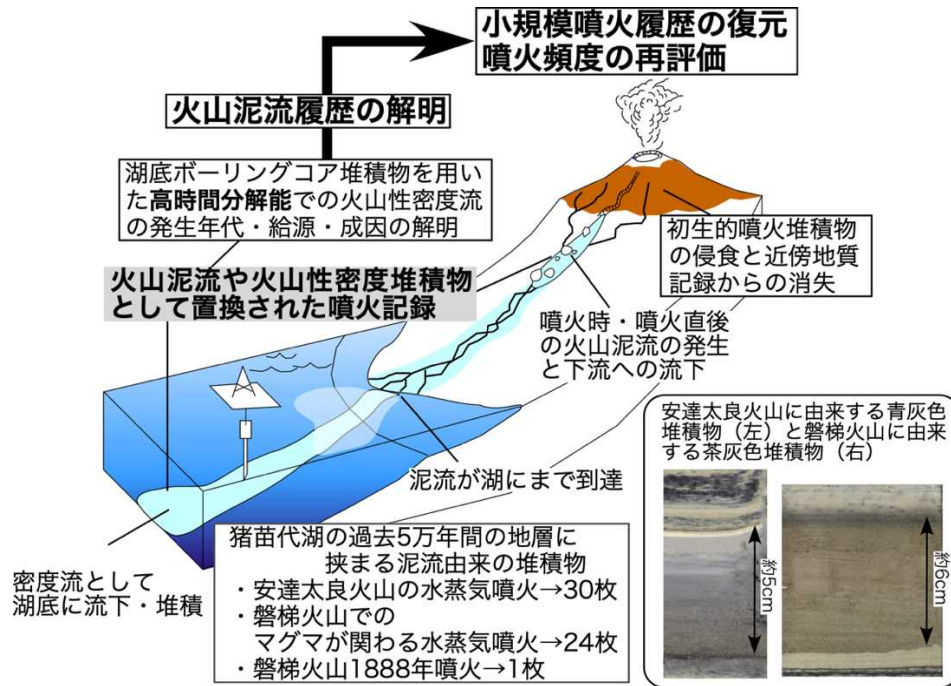 小規模噴火履歴の復元
噴火頻度の再評価
火山泥流履歴の解明
湖底ボーリングコア堆積物を用い
た高時間分解能での火山性密度流
の発生年代・給源・成因の解明
火山泥流や火山性密度堆積物
として置換された噴火記録
初生的噴火堆積物
の侵食と近傍地質
記録からの消失
噴火時・噴火直後
の火山泥流の発生
と下流への流下
泥流が湖にまで到達
密度流として
湖底に流下・堆積
猪苗代湖の過去5万年間の地層に
挟まる泥流由来の堆積物
・安達太良火山の水蒸気噴火→30枚
・磐梯火山での
マグマが関わる水蒸気噴火→24枚
・磐梯火山1888年噴火→1枚
安達太良火山に由来する青灰色
堆積物（左）と磐梯火山に由来
する茶灰色堆積物（右）
約5cm
約6cm